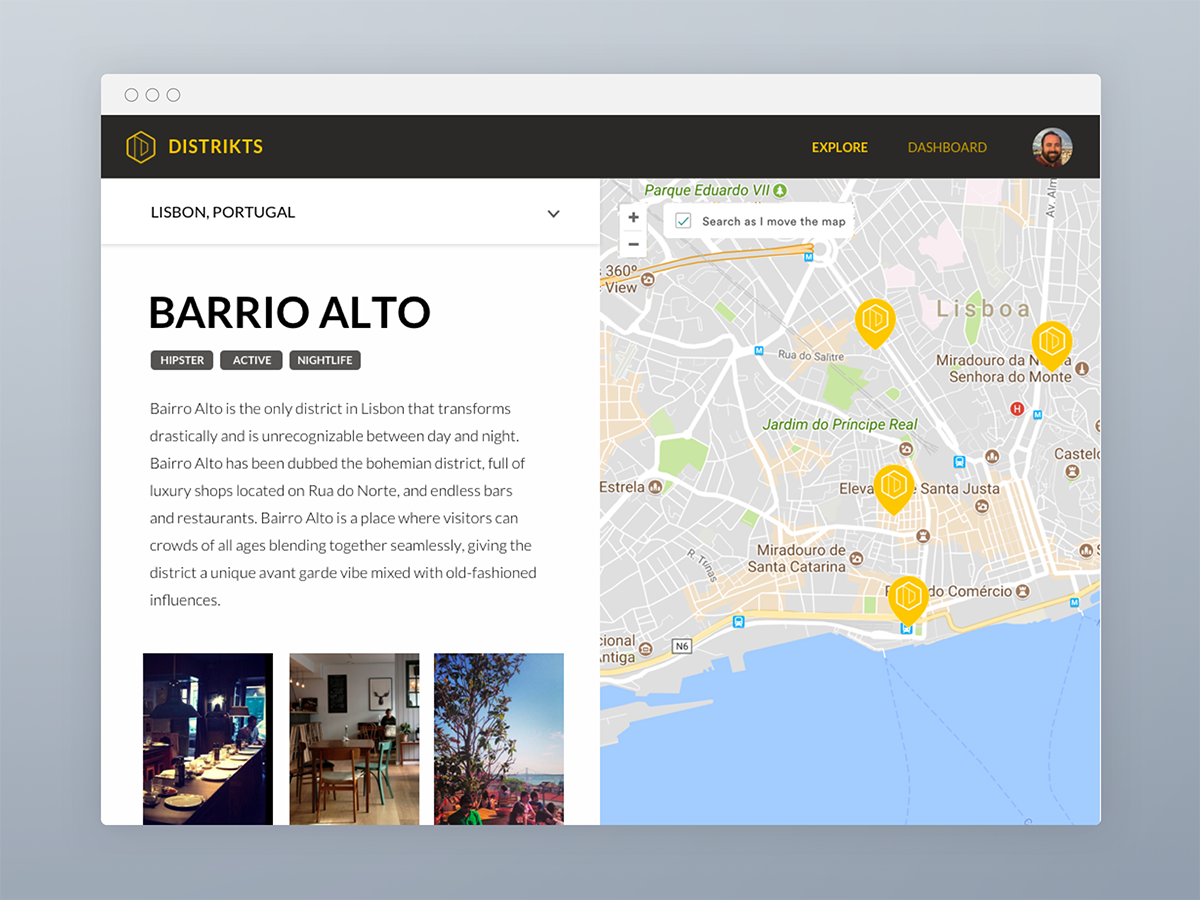 DISTRIKTS
EXPLORE
DASHBOARD
LISBON, PORTUGAL
BARRIO ALTO
HIPSTER
ACTIVE
NIGHTLIFE
Bairro Alto is the only district in Lisbon that transforms
drastically and is unrecognizable between day and night.
Bairro Alto has been dubbed the bohemian district, full of
luxury shops located on Rua do Norte, and endless bars
and restaurants. Bairro Alto is a place where visitors can
crowds of all ages blending together seamlessly, giving the
district a unique avant garde vibe mixed with old-fashioned
influences.
Parque Eduardo VII
Av. Alm
+
Search as I move the map
−
360º
View
M
Lisboa
M
Rua do Salitre
Miradouro da N
Senhora do Monte
H
M
Jardim do Príncipe Real
Castelo
Estrela
Eleva
e Santa Justa
Miradouro de
Santa Catarina
R. Trinas
do Comércio
M
cional
ntiga
N6